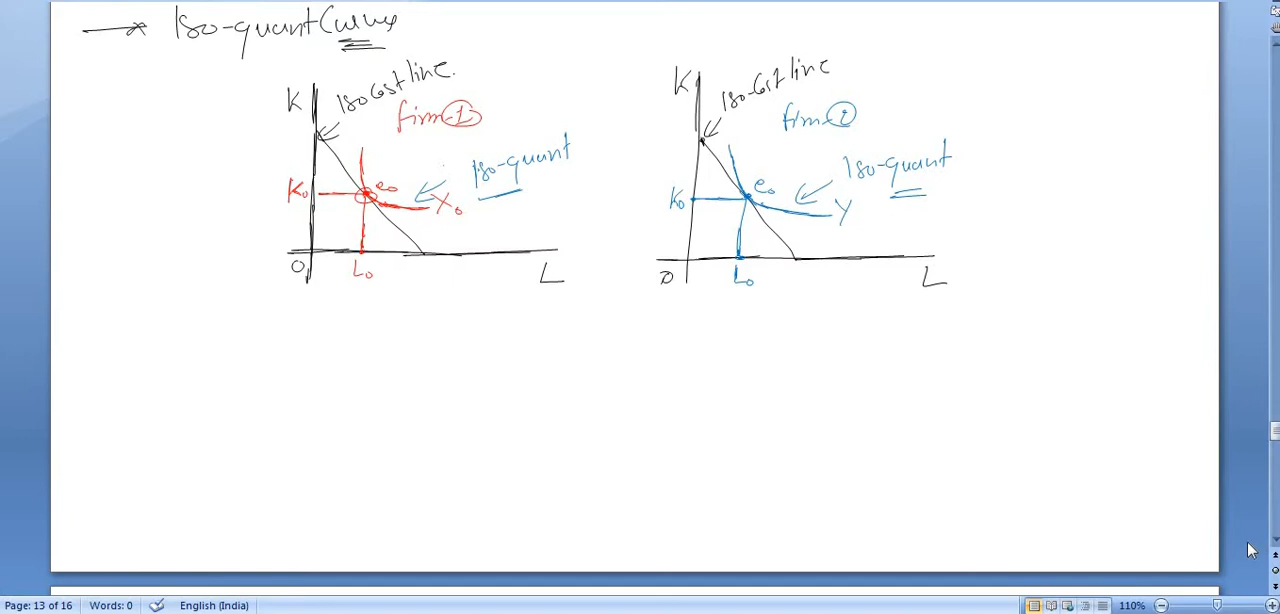 Iso-quant Curve
K
Iso Cost line.
firm-1
Iso-quant
K₀
e₀
X₀
O
L₀
L
K
Iso-Cost line
firm-2
Iso-quant
K₀
e₀
Y
O
L₀
L
Page: 13 of 16
Words: 0
English (India)
110%